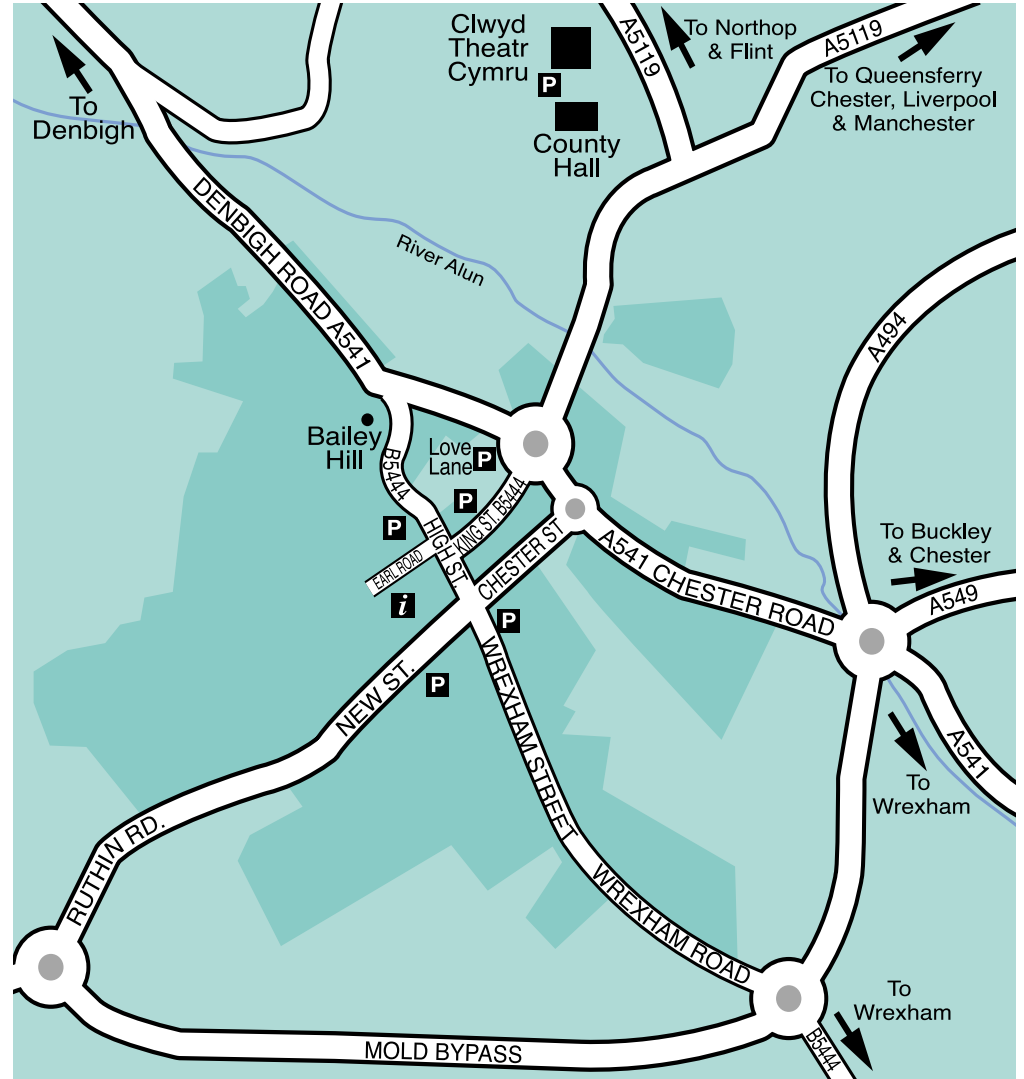 Clwyd
Theatr
Cymru
P
County
Hall
A5119
To Northop
& Flint
A5119
To Queensferry
Chester, Liverpool
& Manchester
To
Denbigh
DENBIGH ROAD A541
River Alun
A494
Bailey
Hill
B5444
Love
Lane
P
P
P
HIGH ST.
KING ST. B5444
EARL ROAD
i
CHESTER ST
A541 CHESTER ROAD
To Buckley
& Chester
A549
A541
To
Wrexham
P
P
NEW ST.
WREXHAM STREET
RUTHIN RD.
WREXHAM ROAD
MOLD BYPASS
To
Wrexham
B5444